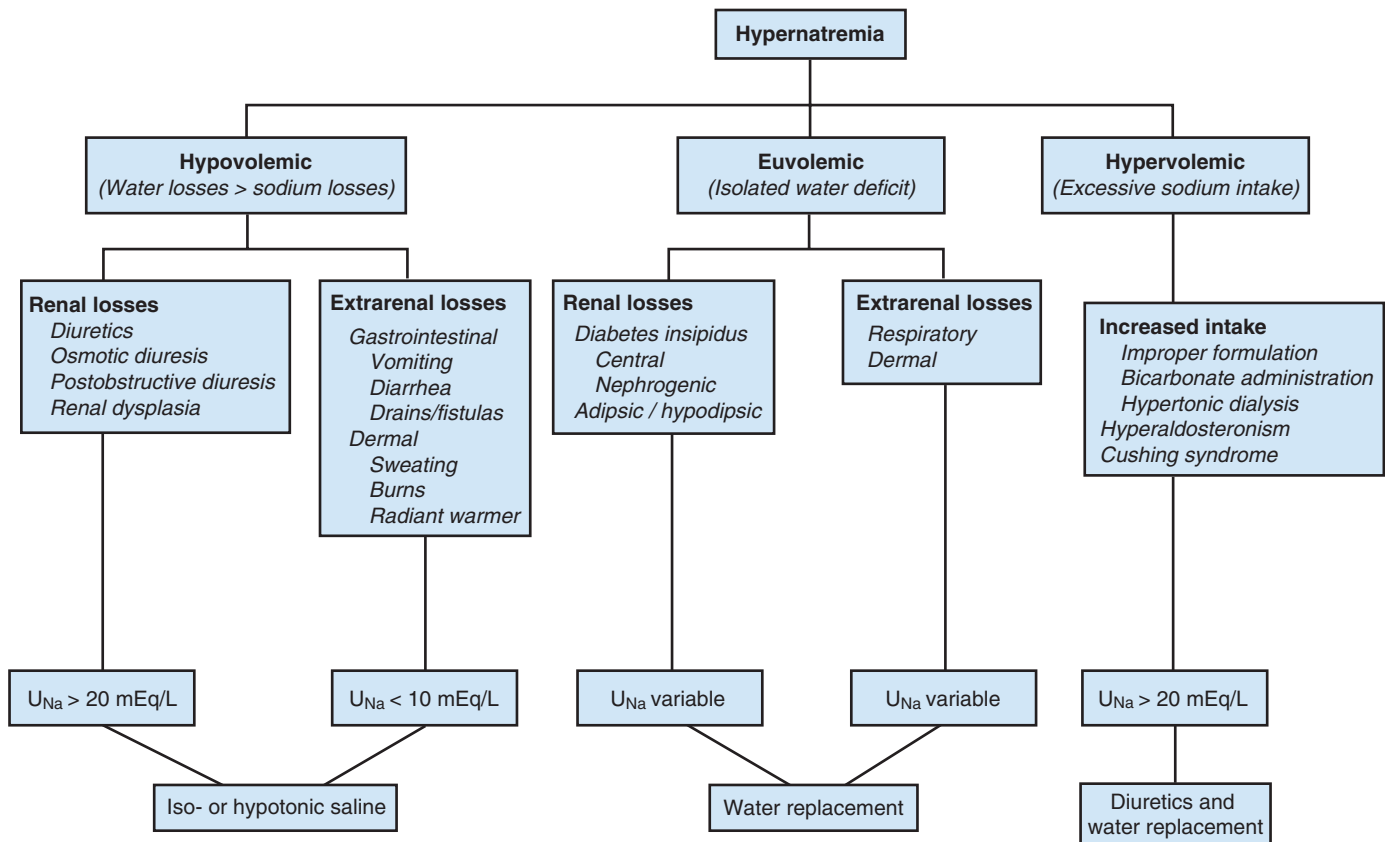 Hypernatremia
Hypovolemic
(Water losses > sodium losses)
Euvolemic
(Isolated water deficit)
Hypervolemic
(Excessive sodium intake)
Renal losses
Diuretics
Osmotic diuresis
Postobstructive diuresis
Renal dysplasia
Extrarenal losses
Gastrointestinal
Vomiting
Diarrhea
Drains/fistulas
Dermal
Sweating
Burns
Radiant warmer
Renal losses
Diabetes insipidus
Central
Nephrogenic
Adipsic / hypodipsic
Extrarenal losses
Respiratory
Dermal
Increased intake
Improper formulation
Bicarbonate administration
Hypertonic dialysis
Hyperaldosteronism
Cushing syndrome
UNa > 20 mEq/L
UNa < 10 mEq/L
UNa variable
UNa variable
UNa > 20 mEq/L
Iso- or hypotonic saline
Water replacement
Diuretics and
water replacement